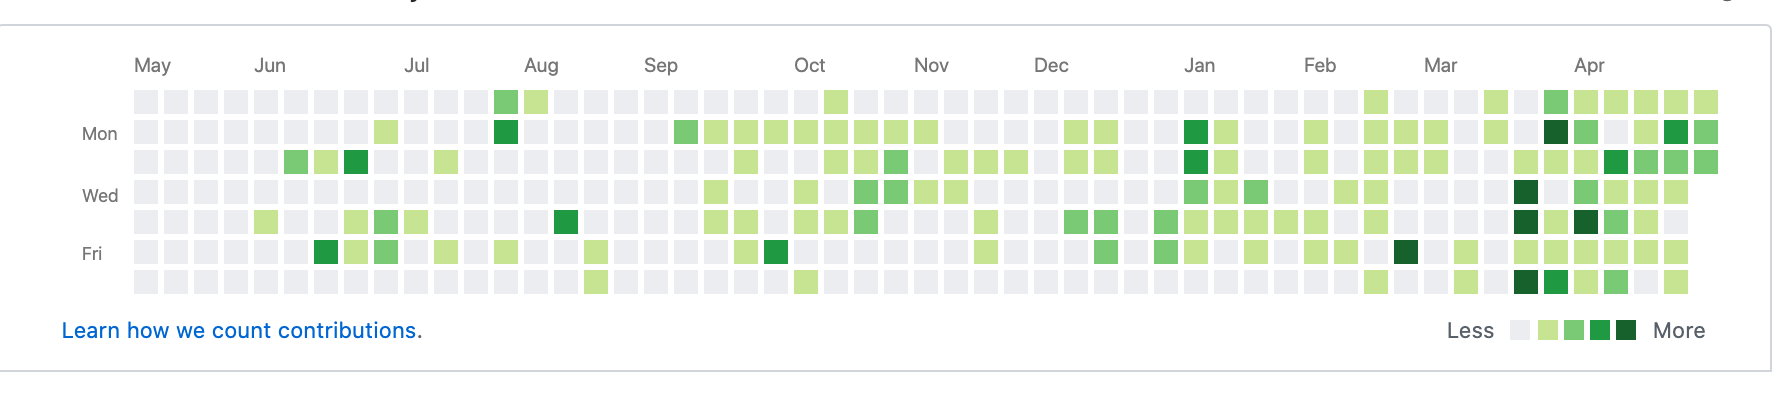 May Jun Jul Aug Sep Oct Nov Dec Jan Feb Mar Apr
Mon
Wed
Fri
Learn how we count contributions.
Less More